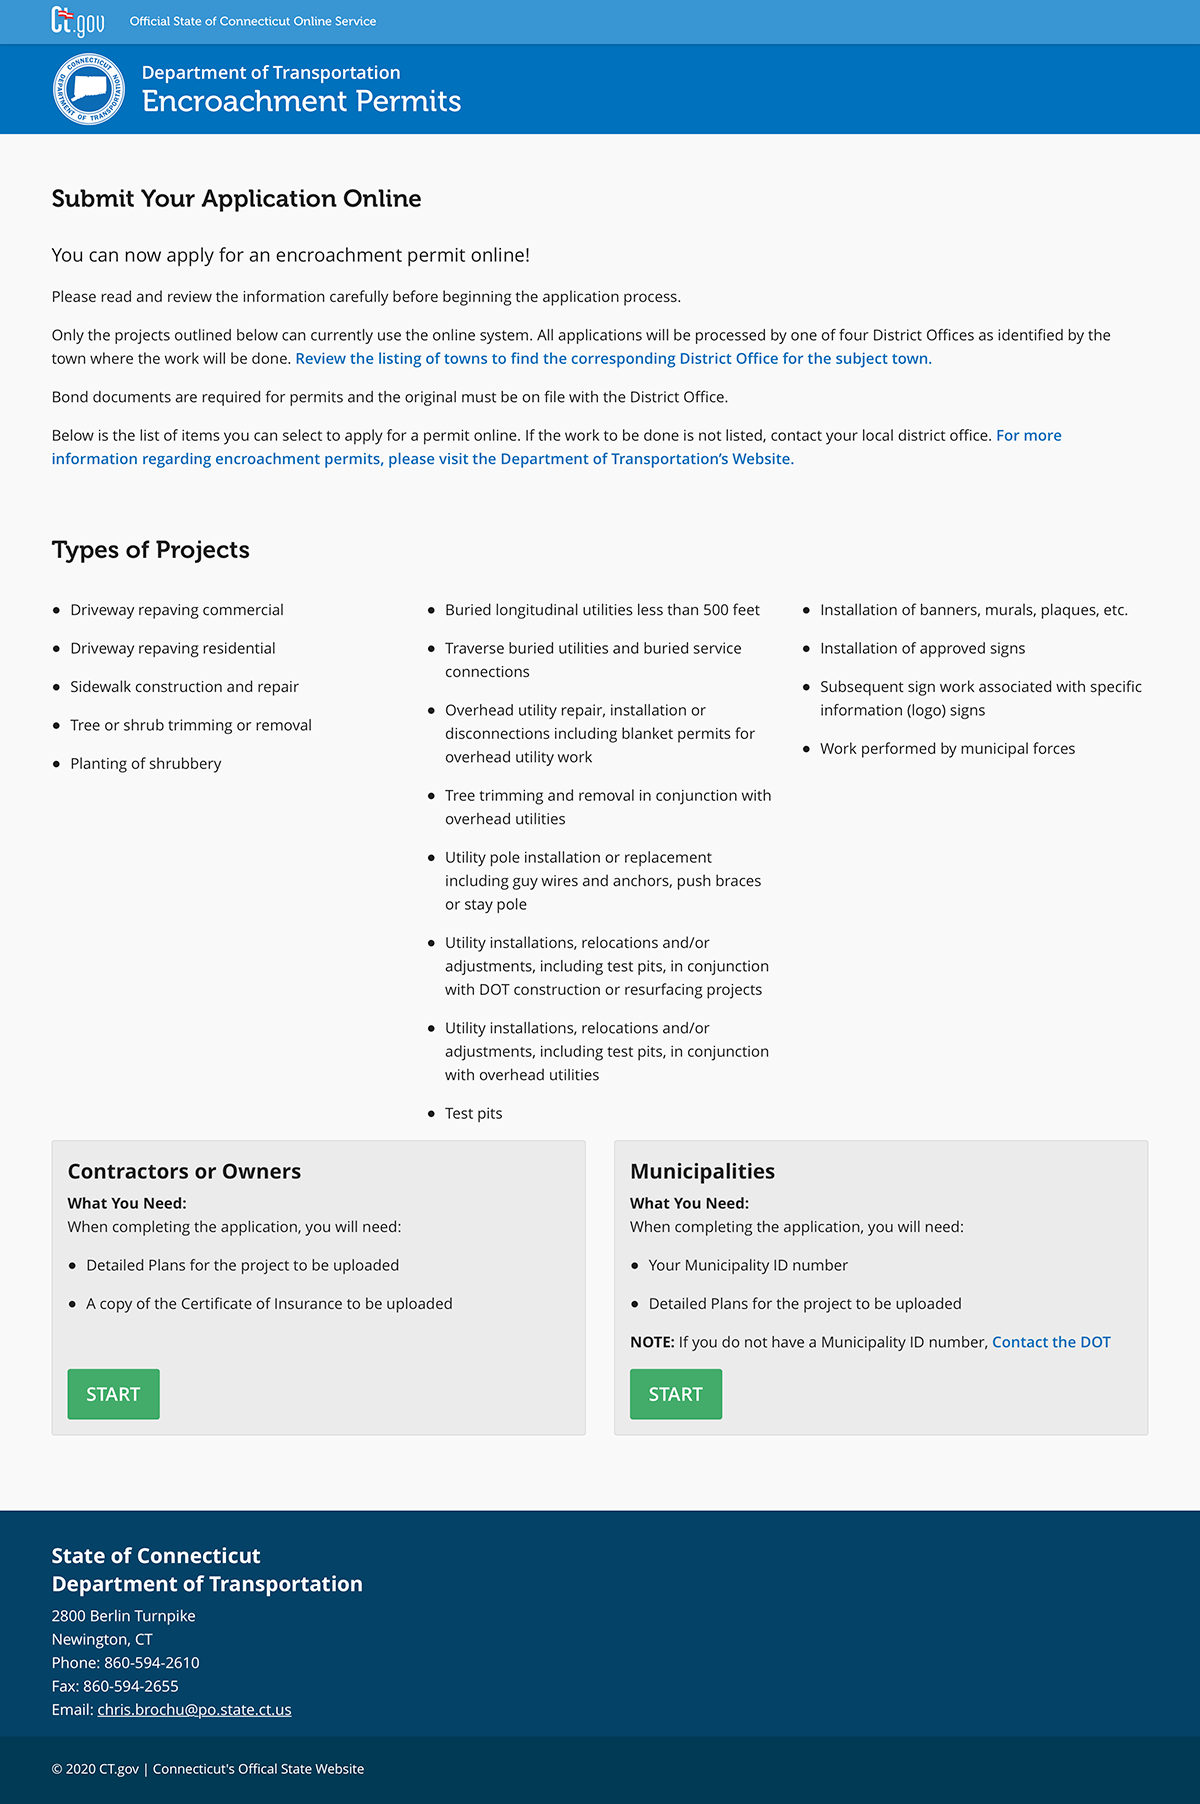 Ct.gov
Official State of Connecticut Online Service
CONNECTICUT
DEPARTMENT OF TRANSPORTATION
Department of Transportation
Encroachment Permits
Submit Your Application Online
You can now apply for an encroachment permit online!
Please read and review the information carefully before beginning the application process.
Only the projects outlined below can currently use the online system. All applications will be processed by one of four District Offices as identified by the
town where the work will be done. Review the listing of towns to find the corresponding District Office for the subject town.
Bond documents are required for permits and the original must be on file with the District Office.
Below is the list of items you can select to apply for a permit online. If the work to be done is not listed, contact your local district office. For more
information regarding encroachment permits, please visit the Department of Transportation’s Website.
Types of Projects
● Driveway repaving commercial
● Driveway repaving residential
● Sidewalk construction and repair
● Tree or shrub trimming or removal
● Planting of shrubbery
● Buried longitudinal utilities less than 500 feet
● Traverse buried utilities and buried service
connections
● Overhead utility repair, installation or
disconnections including blanket permits for
overhead utility work
● Tree trimming and removal in conjunction with
overhead utilities
● Utility pole installation or replacement
including guy wires and anchors, push braces
or stay pole
● Utility installations, relocations and/or
adjustments, including test pits, in conjunction
with DOT construction or resurfacing projects
● Utility installations, relocations and/or
adjustments, including test pits, in conjunction
with overhead utilities
● Test pits
● Installation of banners, murals, plaques, etc.
● Installation of approved signs
● Subsequent sign work associated with specific
information (logo) signs
● Work performed by municipal forces
Contractors or Owners
What You Need:
When completing the application, you will need:
● Detailed Plans for the project to be uploaded
● A copy of the Certificate of Insurance to be uploaded
START
Municipalities
What You Need:
When completing the application, you will need:
● Your Municipality ID number
● Detailed Plans for the project to be uploaded
NOTE: If you do not have a Municipality ID number, Contact the DOT
START
State of Connecticut
Department of Transportation
2800 Berlin Turnpike
Newington, CT
Phone: 860-594-2610
Fax: 860-594-2655
Email: chris.brochu@po.state.ct.us
© 2020 CT.gov | Connecticut's Offical State Website